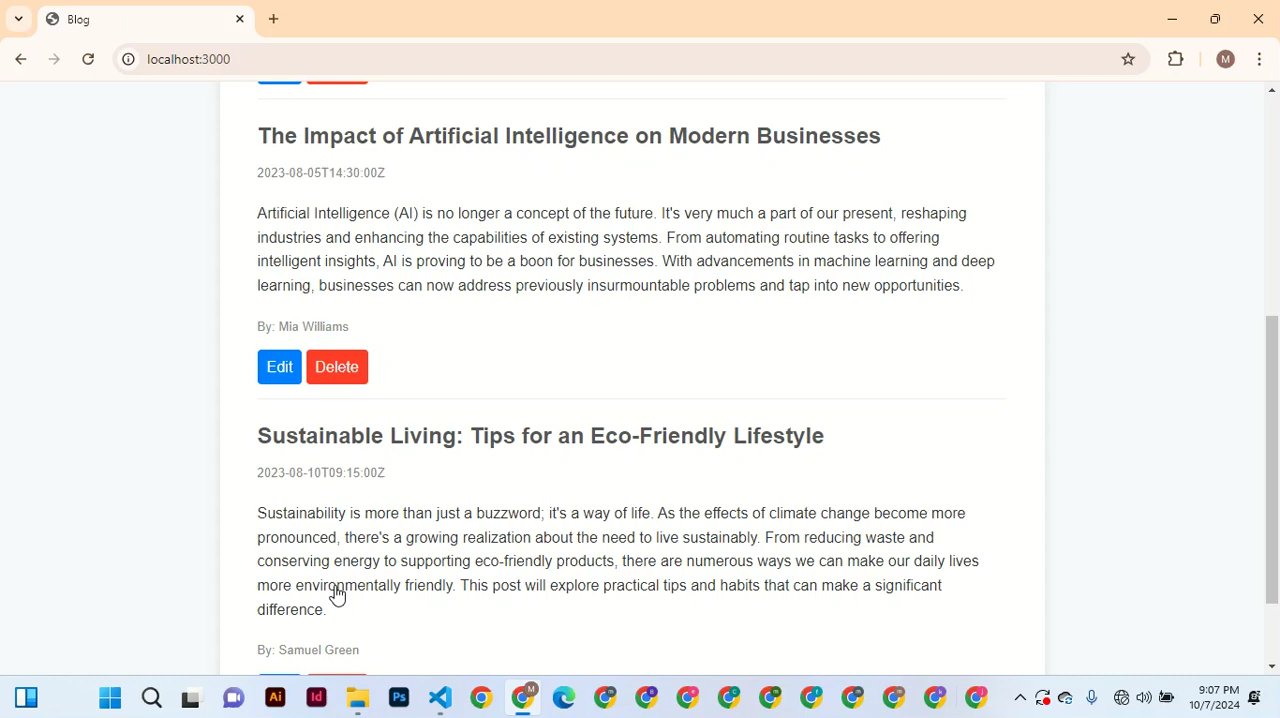 Blog
localhost:3000
M
The Impact of Artificial Intelligence on Modern Businesses
2023-08-05T14:30:00Z
Artificial Intelligence (AI) is no longer a concept of the future. It's very much a part of our present, reshaping
industries and enhancing the capabilities of existing systems. From automating routine tasks to offering
intelligent insights, AI is proving to be a boon for businesses. With advancements in machine learning and deep
learning, businesses can now address previously insurmountable problems and tap into new opportunities.
By: Mia Williams
Edit Delete
Sustainable Living: Tips for an Eco-Friendly Lifestyle
2023-08-10T09:15:00Z
Sustainability is more than just a buzzword; it's a way of life. As the effects of climate change become more
pronounced, there's a growing realization about the need to live sustainably. From reducing waste and
conserving energy to supporting eco-friendly products, there are numerous ways we can make our daily lives
more environmentally friendly. This post will explore practical tips and habits that can make a significant
difference.
By: Samuel Green
Ai Id Ps M
9:07 PM
10/7/2024